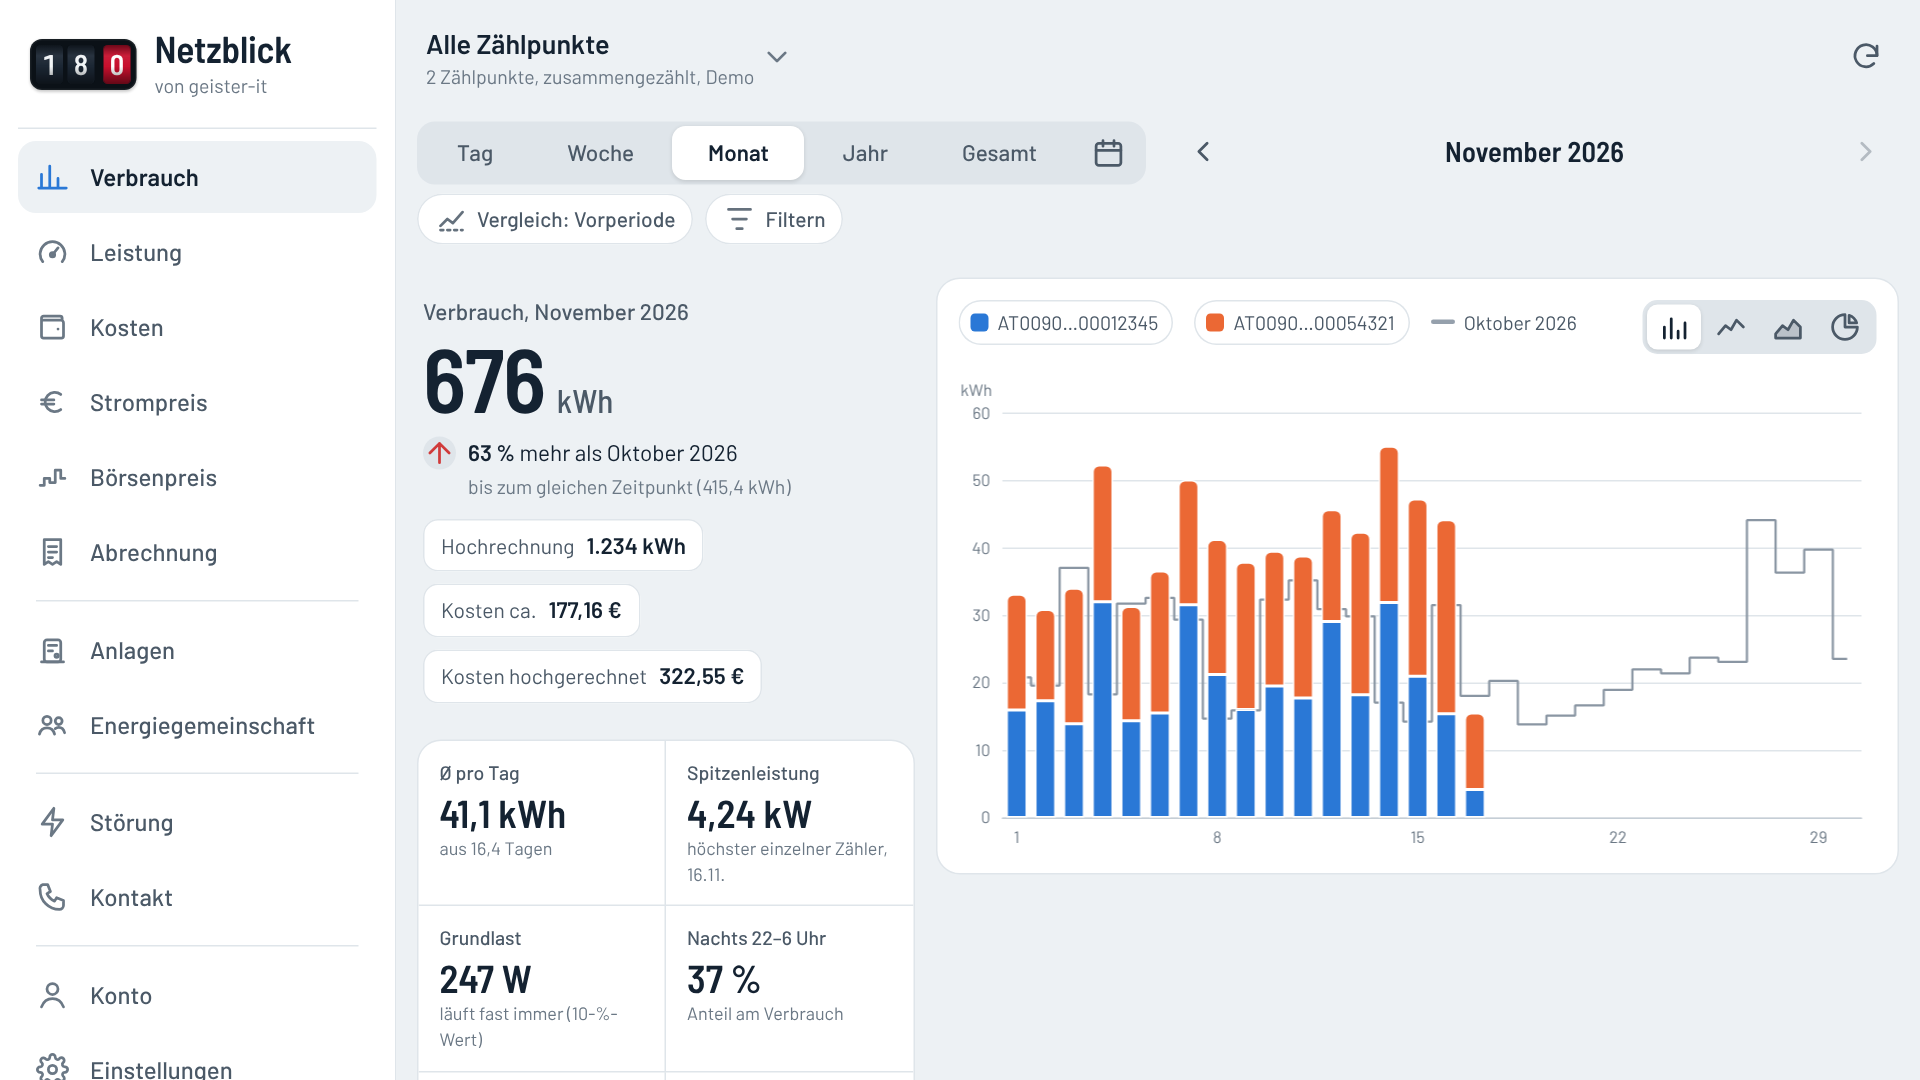 180
Netzblick
von geister-it
Verbrauch
Leistung
Kosten
Strompreis
Börsenpreis
Abrechnung
Anlagen
Energiegemeinschaft
Störung
Kontakt
Konto
Einstellungen
Alle Zählpunkte
2 Zählpunkte, zusammengezählt, Demo
Tag Woche Monat Jahr Gesamt
November 2026
Vergleich: Vorperiode Filtern
Verbrauch, November 2026
676 kWh
63 % mehr als Oktober 2026
bis zum gleichen Zeitpunkt (415,4 kWh)
Hochrechnung 1.234 kWh
Kosten ca. 177,16 €
Kosten hochgerechnet 322,55 €
Ø pro Tag
41,1 kWh
aus 16,4 Tagen
Spitzenleistung
4,24 kW
höchster einzelner Zähler,
16.11.
Grundlast
247 W
läuft fast immer (10-%-
Wert)
Nachts 22–6 Uhr
37 %
Anteil am Verbrauch
AT0090...00012345 AT0090...00054321 Oktober 2026
kWh
60
50
40
30
20
10
0
1 8 15 22 29